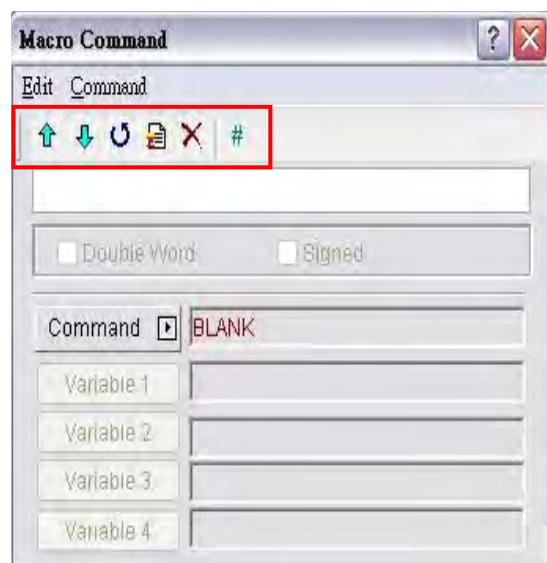 Macro Command
Edit Command
#
Double Word Signed
Command BLANK
Variable 1
Variable 2
Variable 3
Variable 4